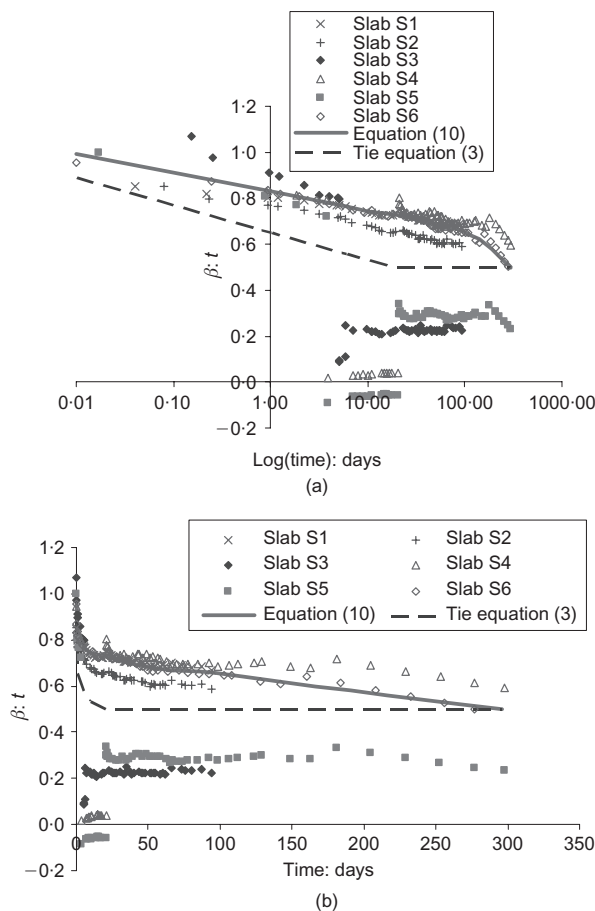 Slab S1
Slab S2
Slab S3
Slab S4
Slab S5
Slab S6
Equation (10)
Tie equation (3)
1·2
1·0
0·8
0·6
0·4
0·2
0·0
−0·2
β: t
0·01 0·10 1·00 10·00 100·00 1000·00
Log(time): days
(a)
Slab S1 Slab S2
Slab S3 Slab S4
Slab S5 Slab S6
Equation (10) Tie equation (3)
1·2
1·0
0·8
0·6
0·4
0·2
0·0
−0·2
β: t
0 50 100 150 200 250 300 350
Time: days
(b)